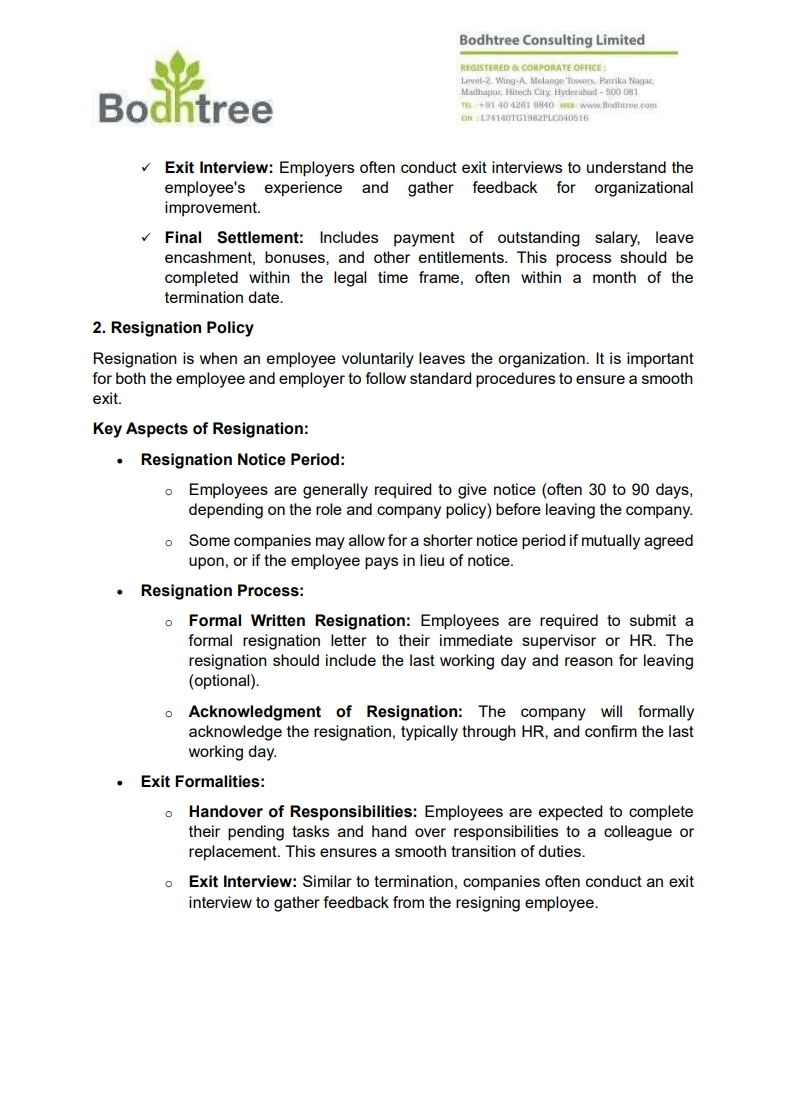 Bodhtree
Bodhtree Consulting Limited
REGISTERED & CORPORATE OFFICE :
Level-2, Wing-A, Melange Towers, Patrika Nagar,
Madhapur, Hitech City, Hyderabad - 500 081
TEL :+91 40 4261 9840 WEB: www.Bodhtree.com
CIN :L74140TG1982PLC040516
✓ Exit Interview: Employers often conduct exit interviews to understand the
employee's experience and gather feedback for organizational
improvement.
✓ Final Settlement: Includes payment of outstanding salary, leave
encashment, bonuses, and other entitlements. This process should be
completed within the legal time frame, often within a month of the
termination date.
2. Resignation Policy
Resignation is when an employee voluntarily leaves the organization. It is important
for both the employee and employer to follow standard procedures to ensure a smooth
exit.
Key Aspects of Resignation:
• Resignation Notice Period:
o Employees are generally required to give notice (often 30 to 90 days,
depending on the role and company policy) before leaving the company.
o Some companies may allow for a shorter notice period if mutually agreed
upon, or if the employee pays in lieu of notice.
• Resignation Process:
o Formal Written Resignation: Employees are required to submit a
formal resignation letter to their immediate supervisor or HR. The
resignation should include the last working day and reason for leaving
(optional).
o Acknowledgment of Resignation: The company will formally
acknowledge the resignation, typically through HR, and confirm the last
working day.
• Exit Formalities:
o Handover of Responsibilities: Employees are expected to complete
their pending tasks and hand over responsibilities to a colleague or
replacement. This ensures a smooth transition of duties.
o Exit Interview: Similar to termination, companies often conduct an exit
interview to gather feedback from the resigning employee.